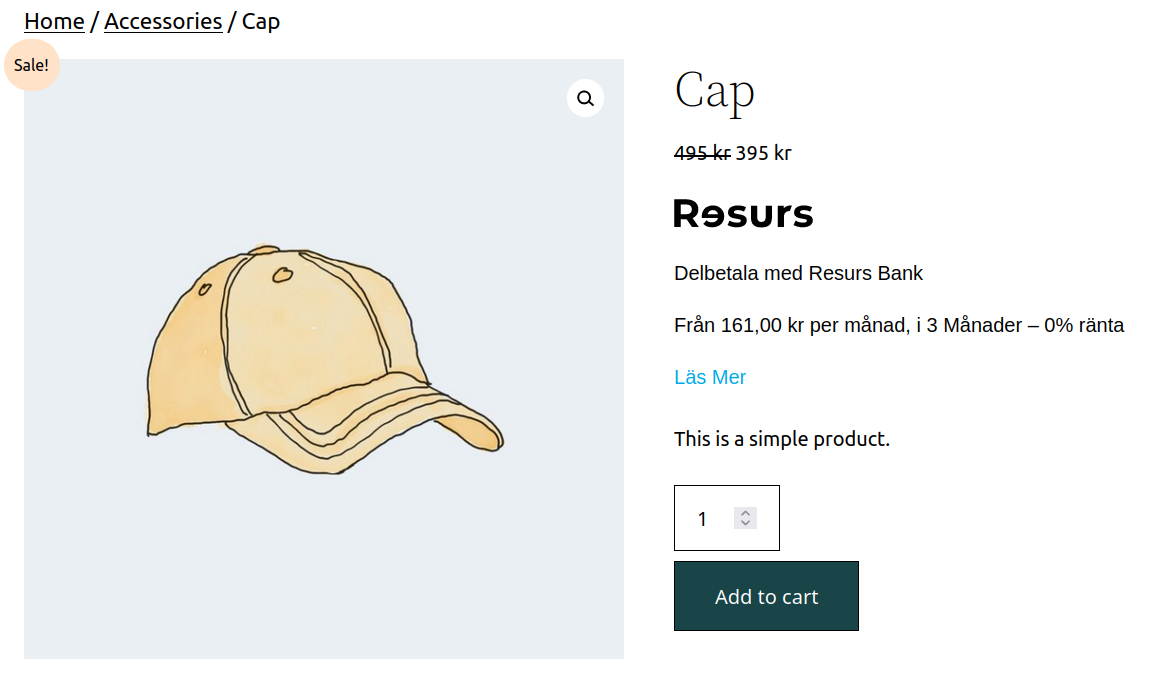 Home / Accessories / Cap
Sale!
Cap
495 kr 395 kr
Resurs
Delbetala med Resurs Bank
Från 161,00 kr per månad, i 3 Månader – 0% ränta
Läs Mer
This is a simple product.
1
Add to cart